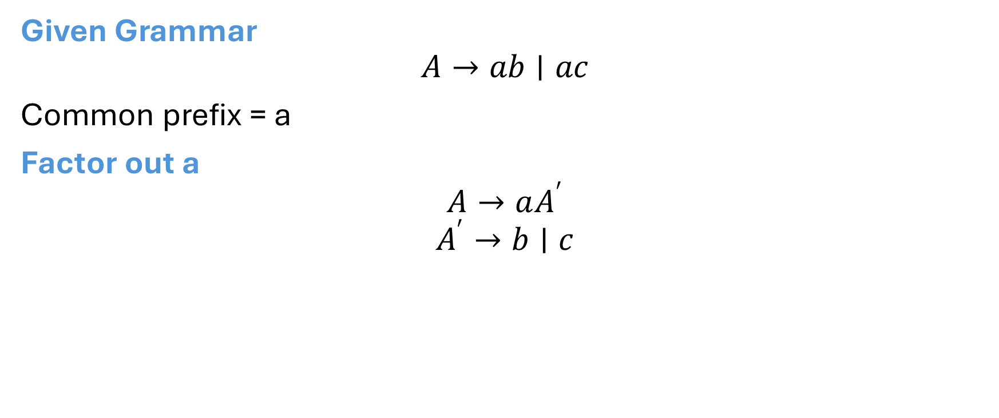 Given Grammar
A → ab | ac
Common prefix = a
Factor out a
A → aA′
A′ → b | c